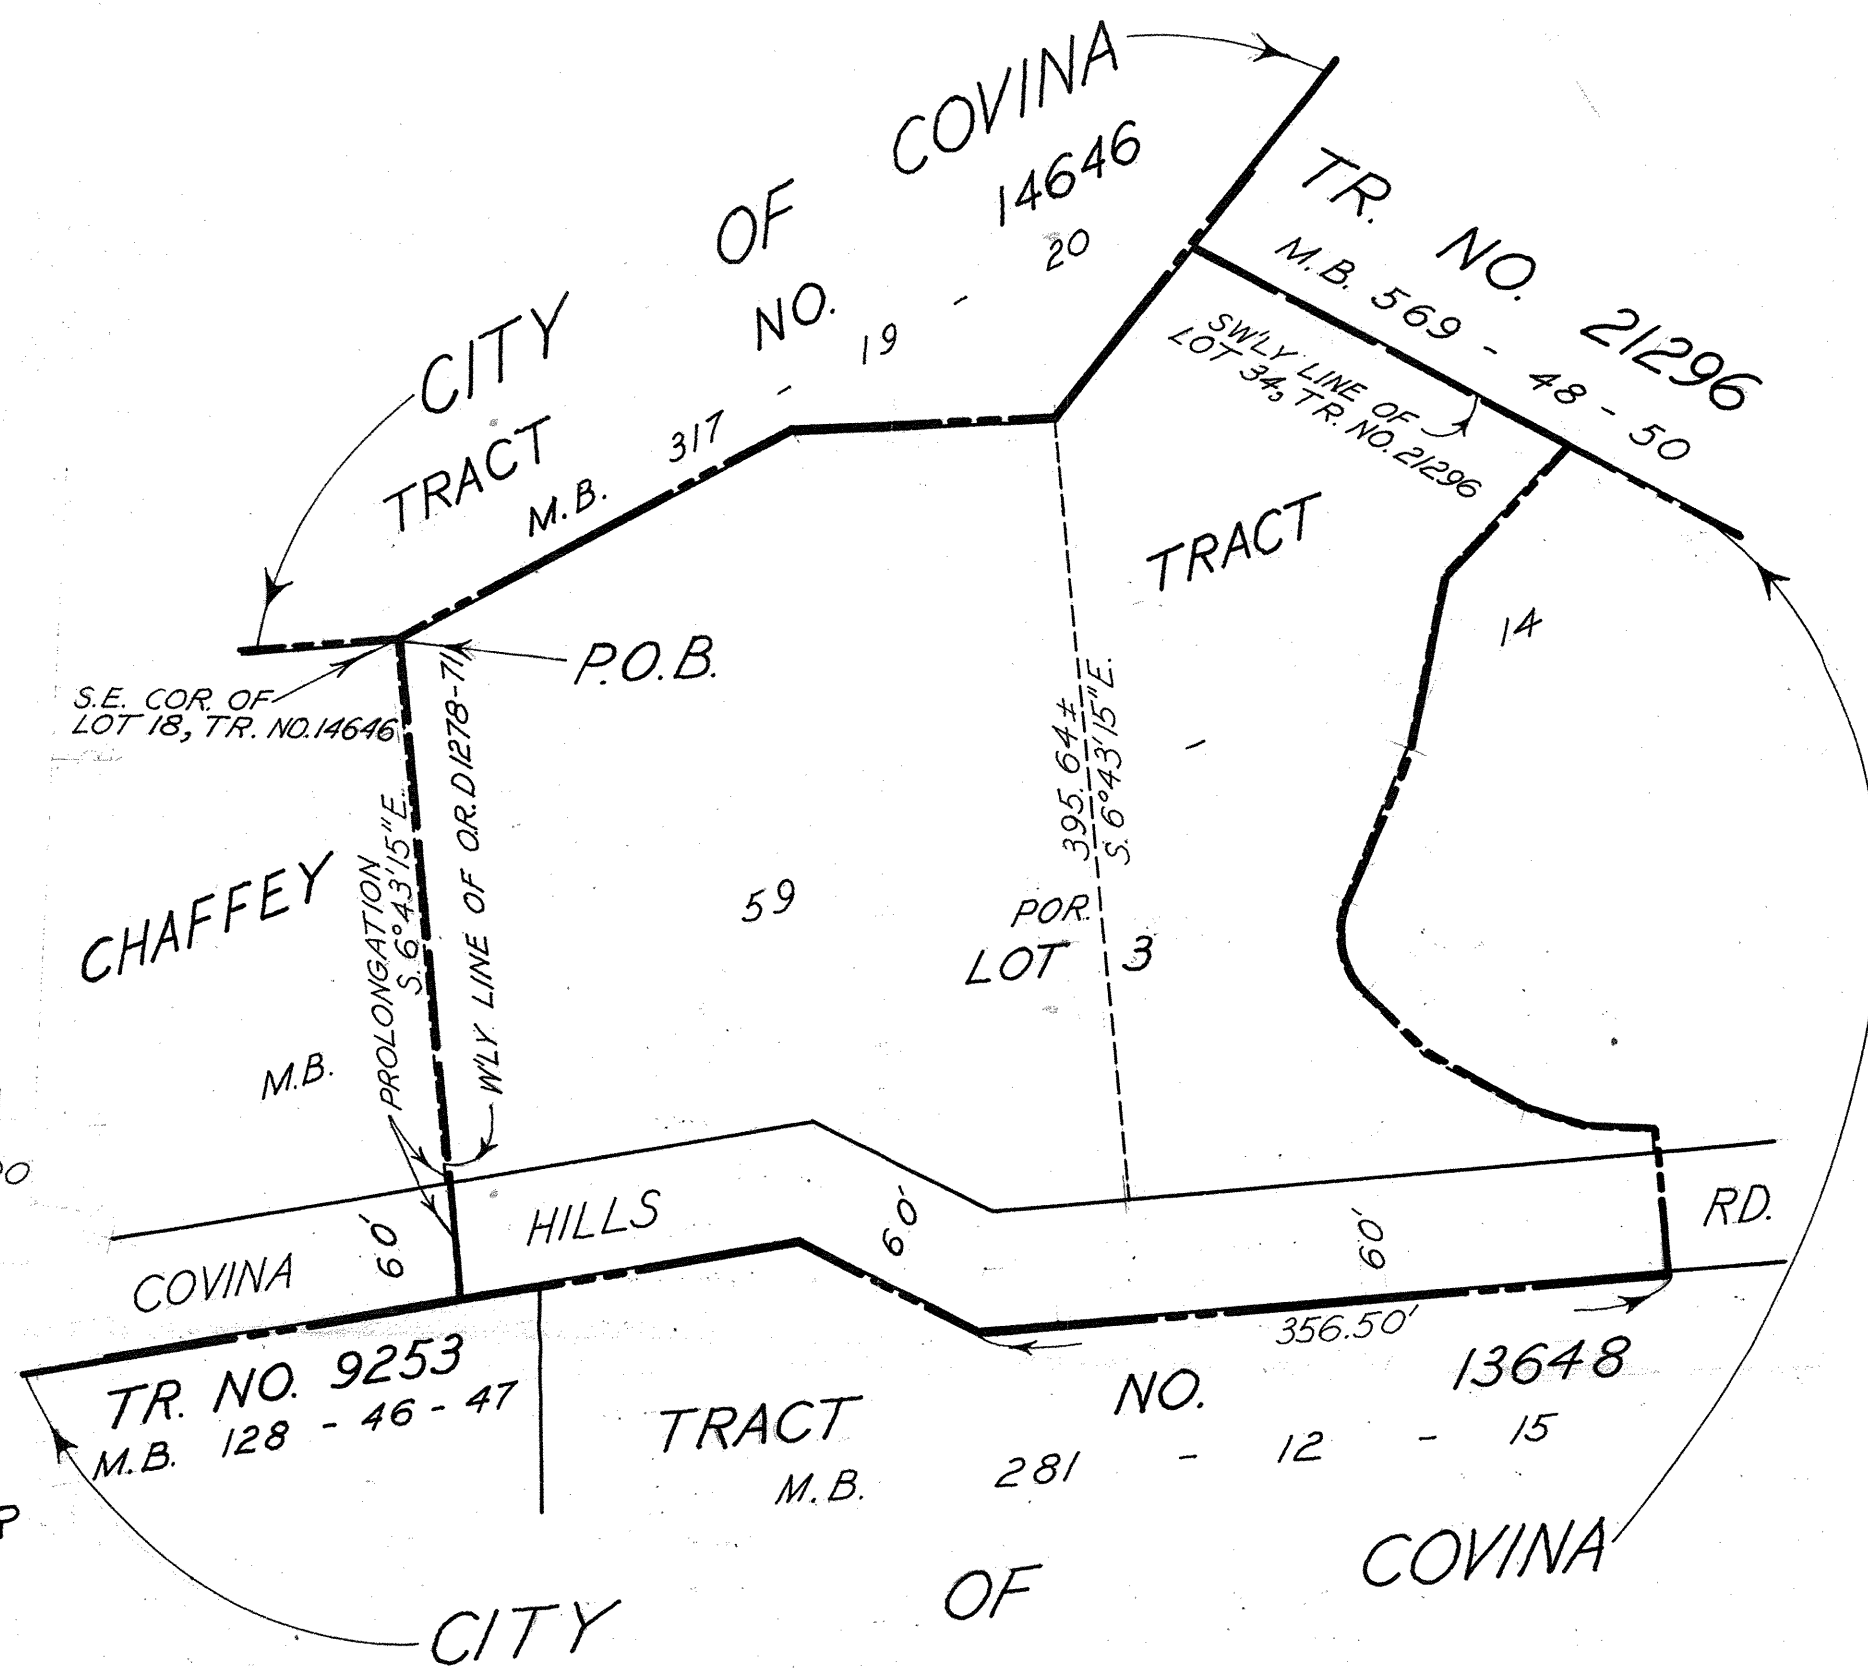 CITY OF COVINA
TRACT NO. 14646
M.B. 317 - 19 - 20
TR. NO. 21296
M.B. 569 - 48 - 50
SW'LY LINE OF
LOT 34, TR. NO. 21296
P.O.B.
S.E. COR. OF
LOT 18, TR. NO. 14646
CHAFFEY TRACT
M.B. 59 - 14
PROLONGATION
S. 6°43'15"E.
W'LY LINE OF O.R. D1278-71
395.64±
S. 6°43'15"E.
POR.
LOT 3
COVINA HILLS RD.
60'
60'
60'
356.50'
TR. NO. 9253
M.B. 128 - 46 - 47
TRACT NO. 13648
M.B. 281 - 12 - 15
CITY OF COVINA